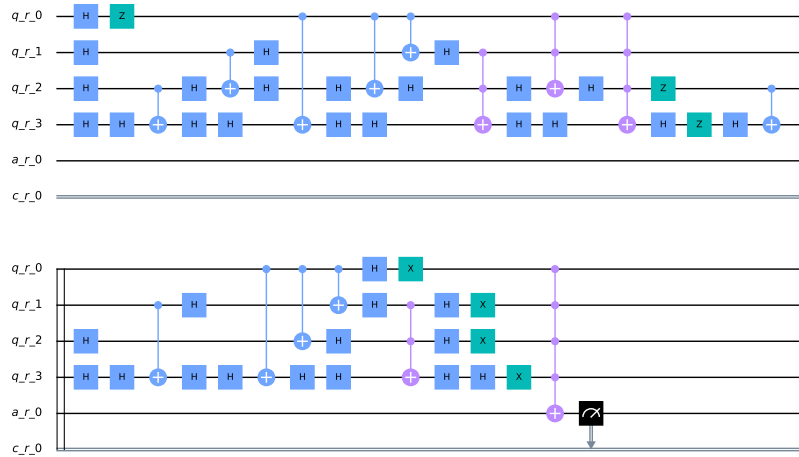 q_r_0 H Z
q_r_1 H H H
q_r_2 H H H H H H H Z
q_r_3 H H H H H H H H H Z H
a_r_0
c_r_0
q_r_0 H X
q_r_1 H H H X
q_r_2 H H H X
q_r_3 H H H H H H H H X
a_r_0
c_r_0